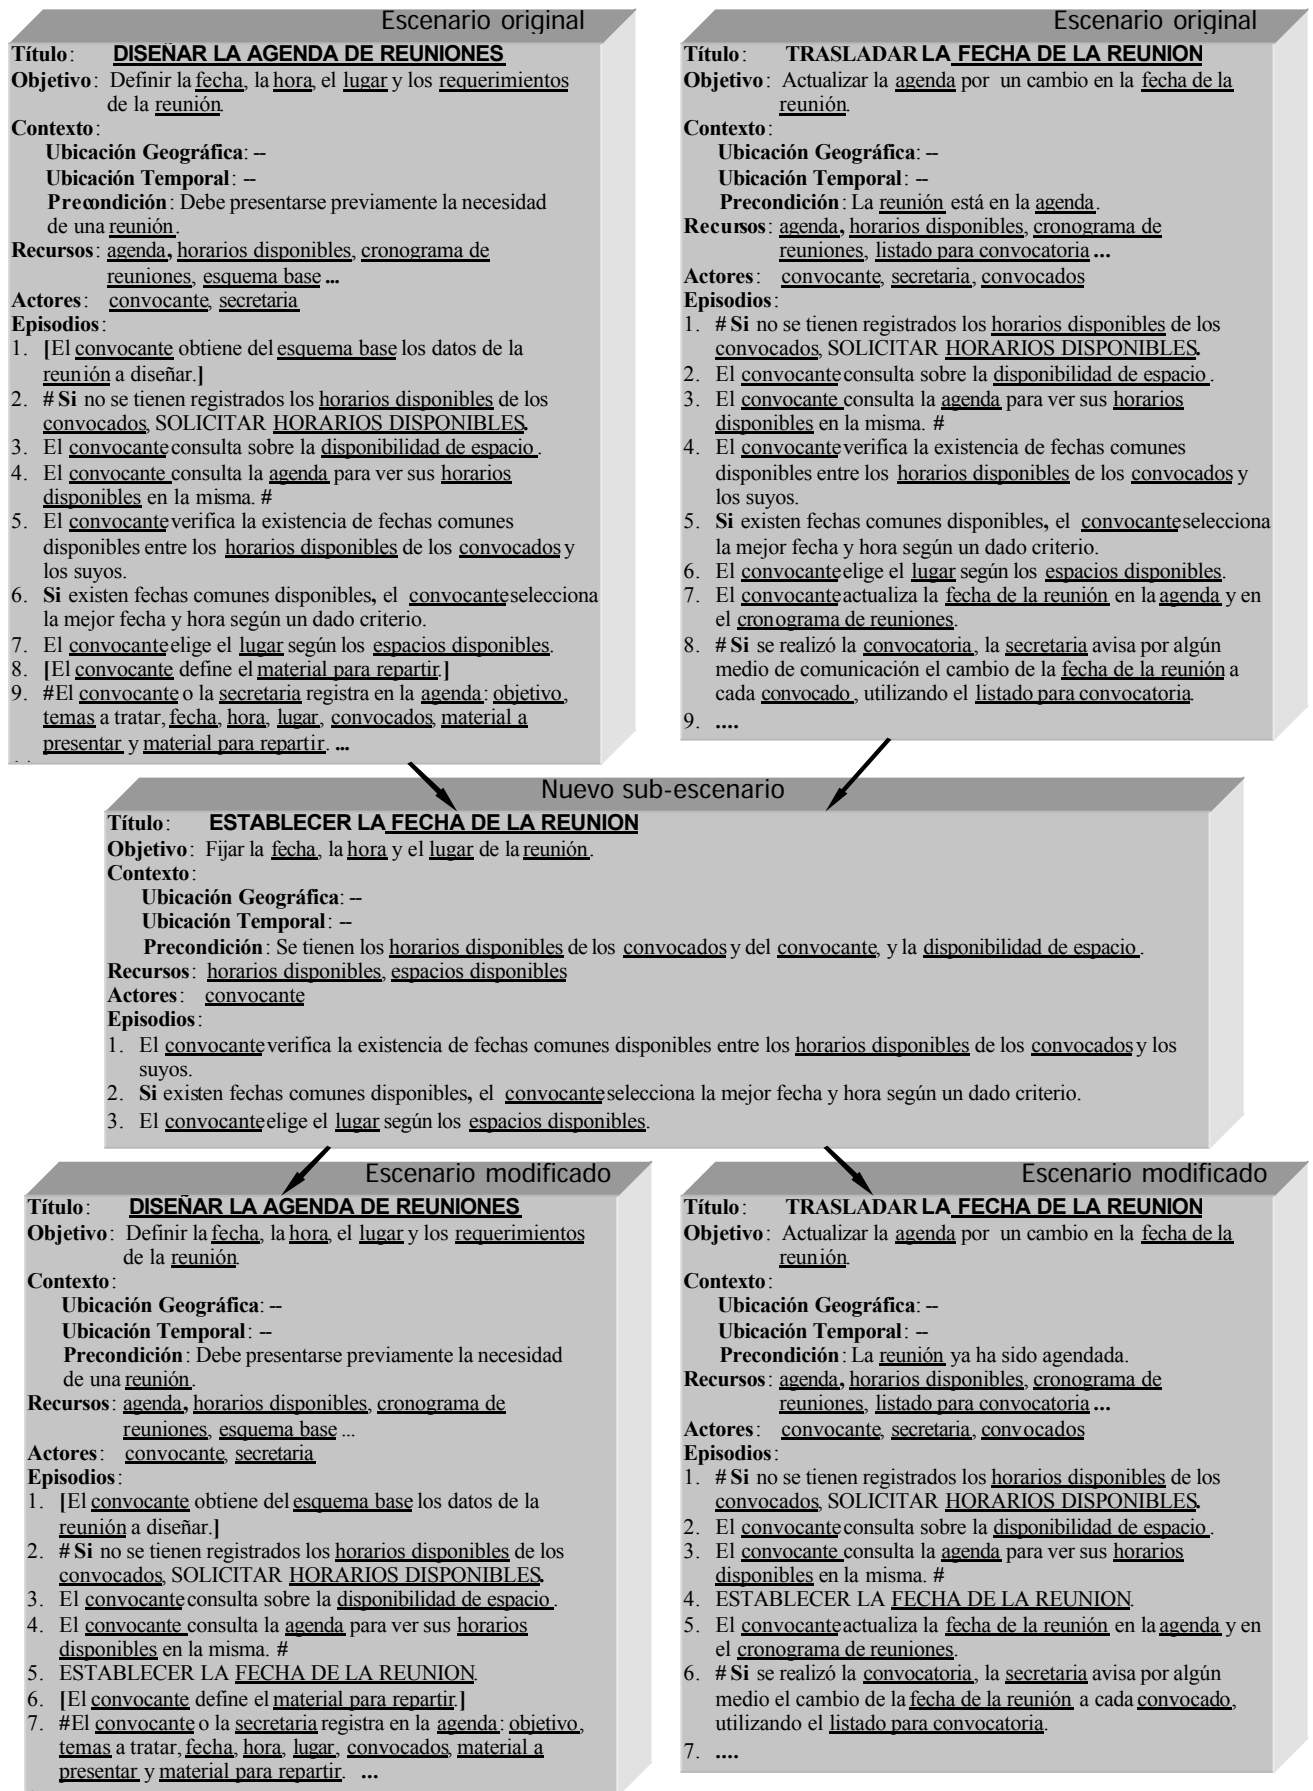 Escenario original
Título: DISEÑAR LA AGENDA DE REUNIONES
Objetivo: Definir la fecha, la hora, el lugar y los requerimientos
de la reunión.
Contexto:
Ubicación Geográfica: --
Ubicación Temporal: --
Precondición: Debe presentarse previamente la necesidad
de una reunión.
Recursos: agenda, horarios disponibles, cronograma de
reuniones, esquema base ...
Actores: convocante, secretaria
Episodios:
1. [El convocante obtiene del esquema base los datos de la
reunión a diseñar.]
2. # Si no se tienen registrados los horarios disponibles de los
convocados, SOLICITAR HORARIOS DISPONIBLES.
3. El convocante consulta sobre la disponibilidad de espacio.
4. El convocante consulta la agenda para ver sus horarios
disponibles en la misma. #
5. El convocante verifica la existencia de fechas comunes
disponibles entre los horarios disponibles de los convocados y
los suyos.
6. Si existen fechas comunes disponibles, el convocante selecciona
la mejor fecha y hora según un dado criterio.
7. El convocante elige el lugar según los espacios disponibles.
8. [El convocante define el material para repartir.]
9. #El convocante o la secretaria registra en la agenda: objetivo,
temas a tratar, fecha, hora, lugar, convocados, material a
presentar y material para repartir. ...
Escenario original
Título: TRASLADAR LA FECHA DE LA REUNION
Objetivo: Actualizar la agenda por un cambio en la fecha de la
reunión.
Contexto:
Ubicación Geográfica: --
Ubicación Temporal: --
Precondición: La reunión está en la agenda.
Recursos: agenda, horarios disponibles, cronograma de
reuniones, listado para convocatoria ...
Actores: convocante, secretaria, convocados
Episodios:
1. # Si no se tienen registrados los horarios disponibles de los
convocados, SOLICITAR HORARIOS DISPONIBLES.
2. El convocante consulta sobre la disponibilidad de espacio.
3. El convocante consulta la agenda para ver sus horarios
disponibles en la misma. #
4. El convocante verifica la existencia de fechas comunes
disponibles entre los horarios disponibles de los convocados y
los suyos.
5. Si existen fechas comunes disponibles, el convocante selecciona
la mejor fecha y hora según un dado criterio.
6. El convocante elige el lugar según los espacios disponibles.
7. El convocante actualiza la fecha de la reunión en la agenda y en
el cronograma de reuniones.
8. # Si se realizó la convocatoria, la secretaria avisa por algún
medio de comunicación el cambio de la fecha de la reunión a
cada convocado, utilizando el listado para convocatoria.
9. ....
Nuevo sub-escenario
Título: ESTABLECER LA FECHA DE LA REUNION
Objetivo: Fijar la fecha, la hora y el lugar de la reunión.
Contexto:
Ubicación Geográfica: --
Ubicación Temporal: --
Precondición: Se tienen los horarios disponibles de los convocados y del convocante, y la disponibilidad de espacio.
Recursos: horarios disponibles, espacios disponibles
Actores: convocante
Episodios:
1. El convocante verifica la existencia de fechas comunes disponibles entre los horarios disponibles de los convocados y los
suyos.
2. Si existen fechas comunes disponibles, el convocante selecciona la mejor fecha y hora según un dado criterio.
3. El convocante elige el lugar según los espacios disponibles.
Escenario modificado
Título: DISEÑAR LA AGENDA DE REUNIONES
Objetivo: Definir la fecha, la hora, el lugar y los requerimientos
de la reunión.
Contexto:
Ubicación Geográfica: --
Ubicación Temporal: --
Precondición: Debe presentarse previamente la necesidad
de una reunión.
Recursos: agenda, horarios disponibles, cronograma de
reuniones, esquema base ...
Actores: convocante, secretaria
Episodios:
1. [El convocante obtiene del esquema base los datos de la
reunión a diseñar.]
2. # Si no se tienen registrados los horarios disponibles de los
convocados, SOLICITAR HORARIOS DISPONIBLES.
3. El convocante consulta sobre la disponibilidad de espacio.
4. El convocante consulta la agenda para ver sus horarios
disponibles en la misma. #
5. ESTABLECER LA FECHA DE LA REUNION.
6. [El convocante define el material para repartir.]
7. #El convocante o la secretaria registra en la agenda: objetivo,
temas a tratar, fecha, hora, lugar, convocados, material a
presentar y material para repartir. ...
Escenario modificado
Título: TRASLADAR LA FECHA DE LA REUNION
Objetivo: Actualizar la agenda por un cambio en la fecha de la
reunión.
Contexto:
Ubicación Geográfica: --
Ubicación Temporal: --
Precondición: La reunión ya ha sido agendada.
Recursos: agenda, horarios disponibles, cronograma de
reuniones, listado para convocatoria ...
Actores: convocante, secretaria, convocados
Episodios:
1. # Si no se tienen registrados los horarios disponibles de los
convocados, SOLICITAR HORARIOS DISPONIBLES.
2. El convocante consulta sobre la disponibilidad de espacio.
3. El convocante consulta la agenda para ver sus horarios
disponibles en la misma. #
4. ESTABLECER LA FECHA DE LA REUNION.
5. El convocante actualiza la fecha de la reunión en la agenda y en
el cronograma de reuniones.
6. # Si se realizó la convocatoria, la secretaria avisa por algún
medio el cambio de la fecha de la reunión a cada convocado,
utilizando el listado para convocatoria.
7. ....